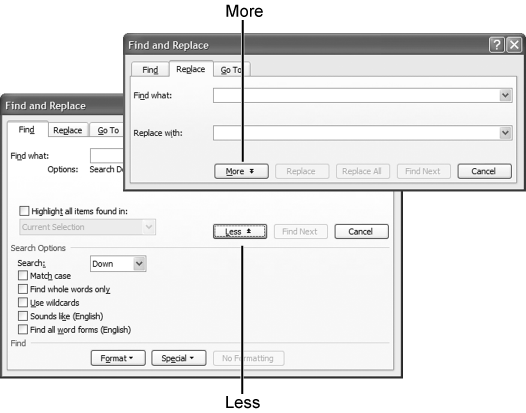 More
Find and Replace
Find Replace Go To
Find what:
Replace with:
More Replace Replace All Find Next Cancel
Find and Replace
Find Replace Go To
Find what:
Options: Search Do
Highlight all items found in:
Current Selection
Less Find Next Cancel
Search Options
Search: Down
Match case
Find whole words only
Use wildcards
Sounds like (English)
Find all word forms (English)
Find
Format Special No Formatting
Less